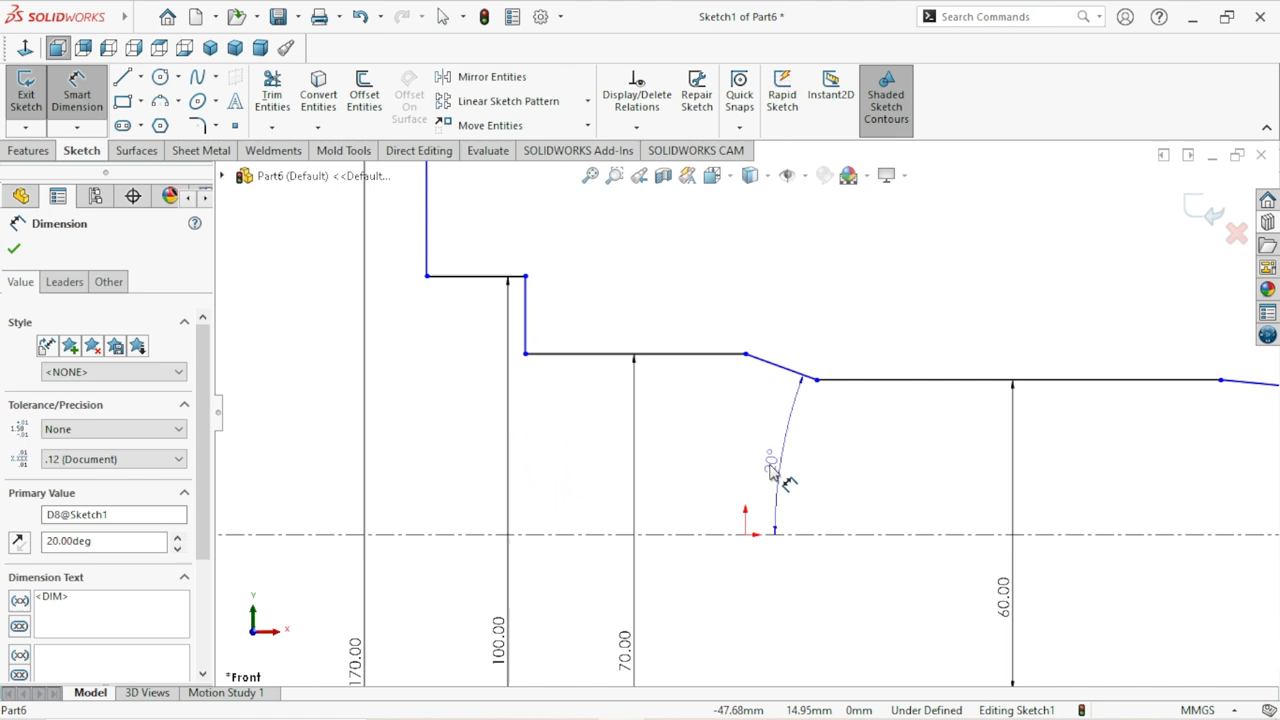 SOLIDWORKS
Sketch1 of Part6 *
Search Commands
Exit Sketch
Smart Dimension
Trim Entities
Convert Entities
Offset Entities
Offset On Surface
Mirror Entities
Linear Sketch Pattern
Move Entities
Display/Delete Relations
Repair Sketch
Quick Snaps
Rapid Sketch
Instant2D
Shaded Sketch Contours
Features
Sketch
Surfaces
Sheet Metal
Weldments
Mold Tools
Direct Editing
Evaluate
SOLIDWORKS Add-Ins
SOLIDWORKS CAM
Part6 (Default) <<Default...
Dimension
Value
Leaders
Other
Style
<NONE>
Tolerance/Precision
None
.12 (Document)
Primary Value
D8@Sketch1
20.00deg
Dimension Text
<DIM>
170.00
100.00
70.00
60.00
Y
X
*Front
Model
3D Views
Motion Study 1
Part6
-47.68mm
14.95mm
0mm
Under Defined
Editing Sketch1
MMGS